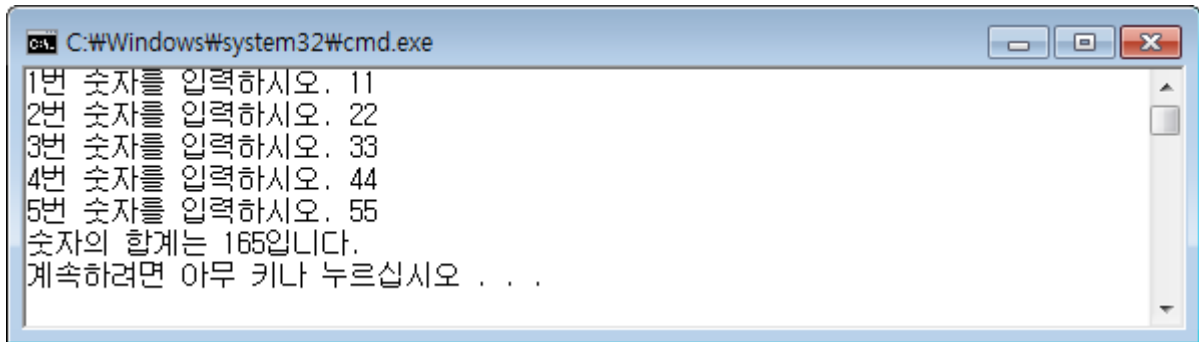 C:₩Windows₩system32₩cmd.exe
1번 숫자를 입력하시오. 11
2번 숫자를 입력하시오. 22
3번 숫자를 입력하시오. 33
4번 숫자를 입력하시오. 44
5번 숫자를 입력하시오. 55
숫자의 합계는 165입니다.
계속하려면 아무 키나 누르십시오 . . .